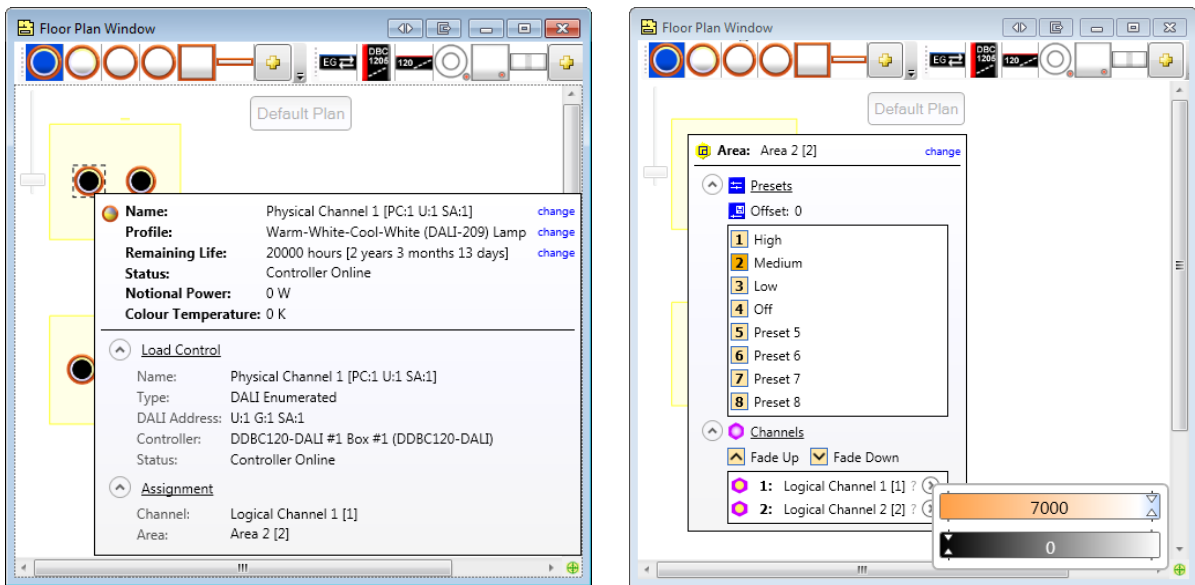 Floor Plan Window
EG
DBC
1206
120
Default Plan
Name: Physical Channel 1 [PC:1 U:1 SA:1] change
Profile: Warm-White-Cool-White (DALI-209) Lamp change
Remaining Life: 20000 hours [2 years 3 months 13 days] change
Status: Controller Online
Notional Power: 0 W
Colour Temperature: 0 K
Load Control
Name: Physical Channel 1 [PC:1 U:1 SA:1]
Type: DALI Enumerated
DALI Address: U:1 G:1 SA:1
Controller: DDBC120-DALI #1 Box #1 (DDBC120-DALI)
Status: Controller Online
Assignment
Channel: Logical Channel 1 [1]
Area: Area 2 [2]
Floor Plan Window
EG
DBC
1206
120
Default Plan
Area: Area 2 [2] change
Presets
Offset: 0
1 High
2 Medium
3 Low
4 Off
5 Preset 5
6 Preset 6
7 Preset 7
8 Preset 8
Channels
Fade Up Fade Down
1: Logical Channel 1 [1] ?
2: Logical Channel 2 [2] ?
7000
0